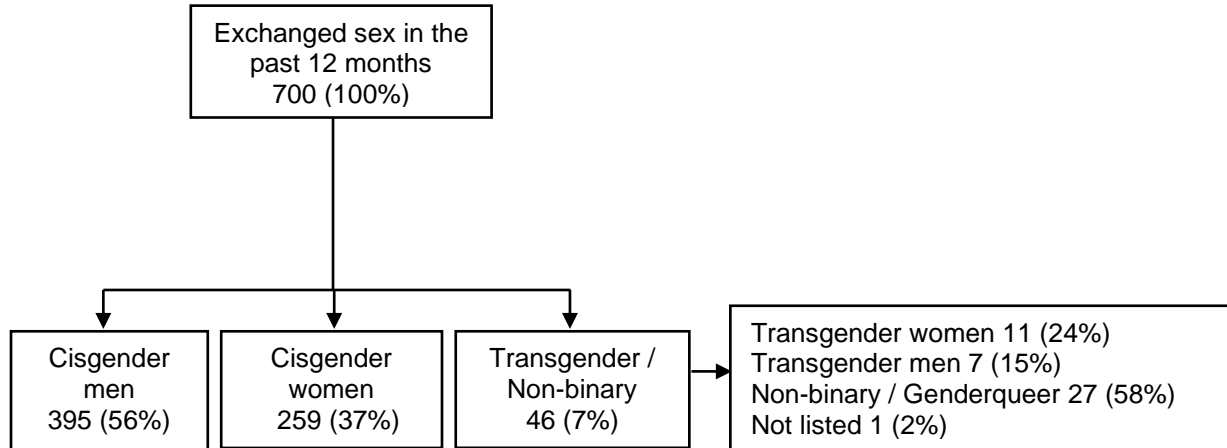 Exchanged sex in the
past 12 months
700 (100%)
Cisgender
men
395 (56%)
Cisgender
women
259 (37%)
Transgender /
Non-binary
46 (7%)
Transgender women 11 (24%)
Transgender men 7 (15%)
Non-binary / Genderqueer 27 (58%)
Not listed 1 (2%)